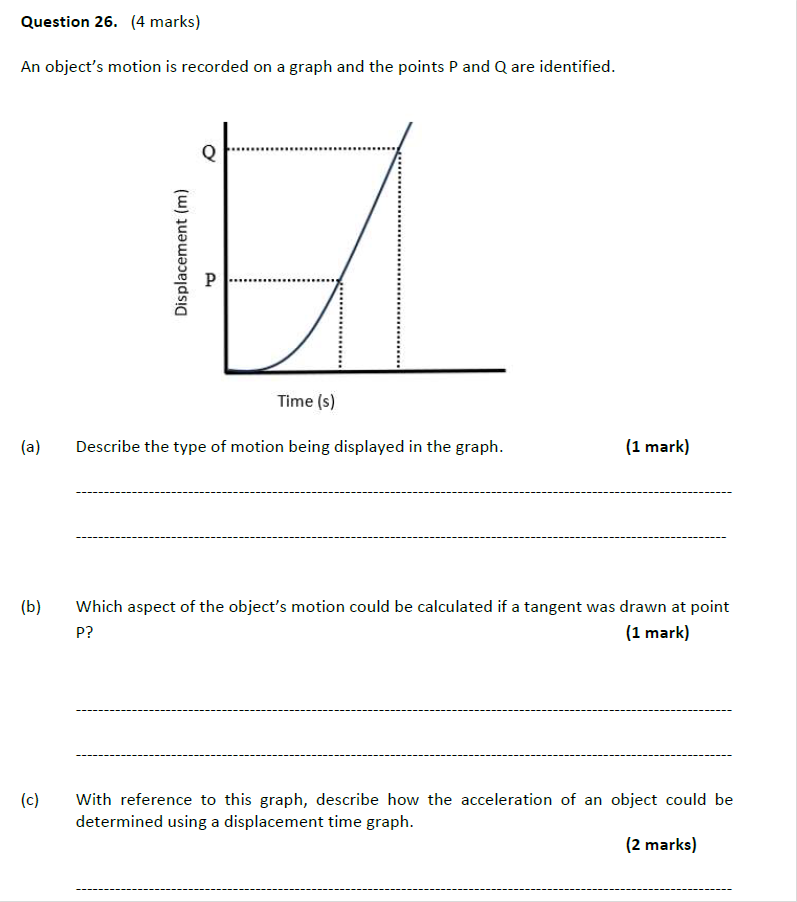 Question 26. (4 marks)
An object's motion is recorded on a graph and the points P and Q are identified.
Q
Displacement (m)
P
Time (s)
(a) Describe the type of motion being displayed in the graph. (1 mark)
(b) Which aspect of the object's motion could be calculated if a tangent was drawn at point
P? (1 mark)
(c) With reference to this graph, describe how the acceleration of an object could be
determined using a displacement time graph.
(2 marks)